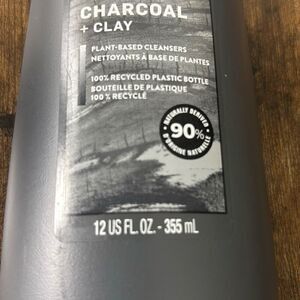 CHARCOAL
+ CLAY
PLANT-BASED CLEANSERS
NETTOYANTS À BASE DE PLANTES
100% RECYCLED PLASTIC BOTTLE
BOUTEILLE DE PLASTIQUE
100 % RECYCLÉ
NATURALLY DERIVED
90%
D'ORIGINE NATURELLE
12 US FL. OZ. - 355 mL